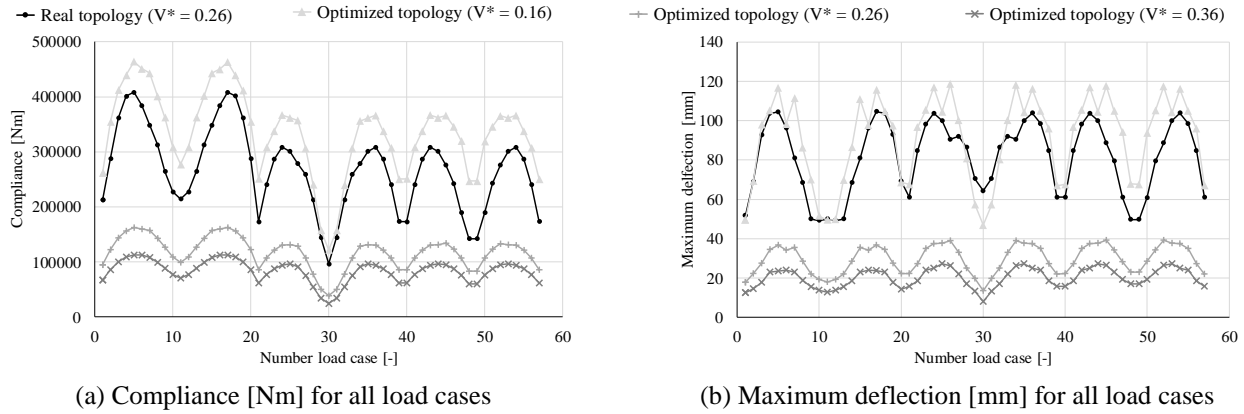 Real topology (V* = 0.26) Optimized topology (V* = 0.16) Optimized topology (V* = 0.26) Optimized topology (V* = 0.36)
500000
400000
300000
200000
100000
0
Compliance [Nm]
0 10 20 30 40 50 60
Number load case [-]
(a) Compliance [Nm] for all load cases
140
120
100
80
60
40
20
0
Maximum deflection [mm]
0 10 20 30 40 50 60
Number load case [-]
(b) Maximum deflection [mm] for all load cases